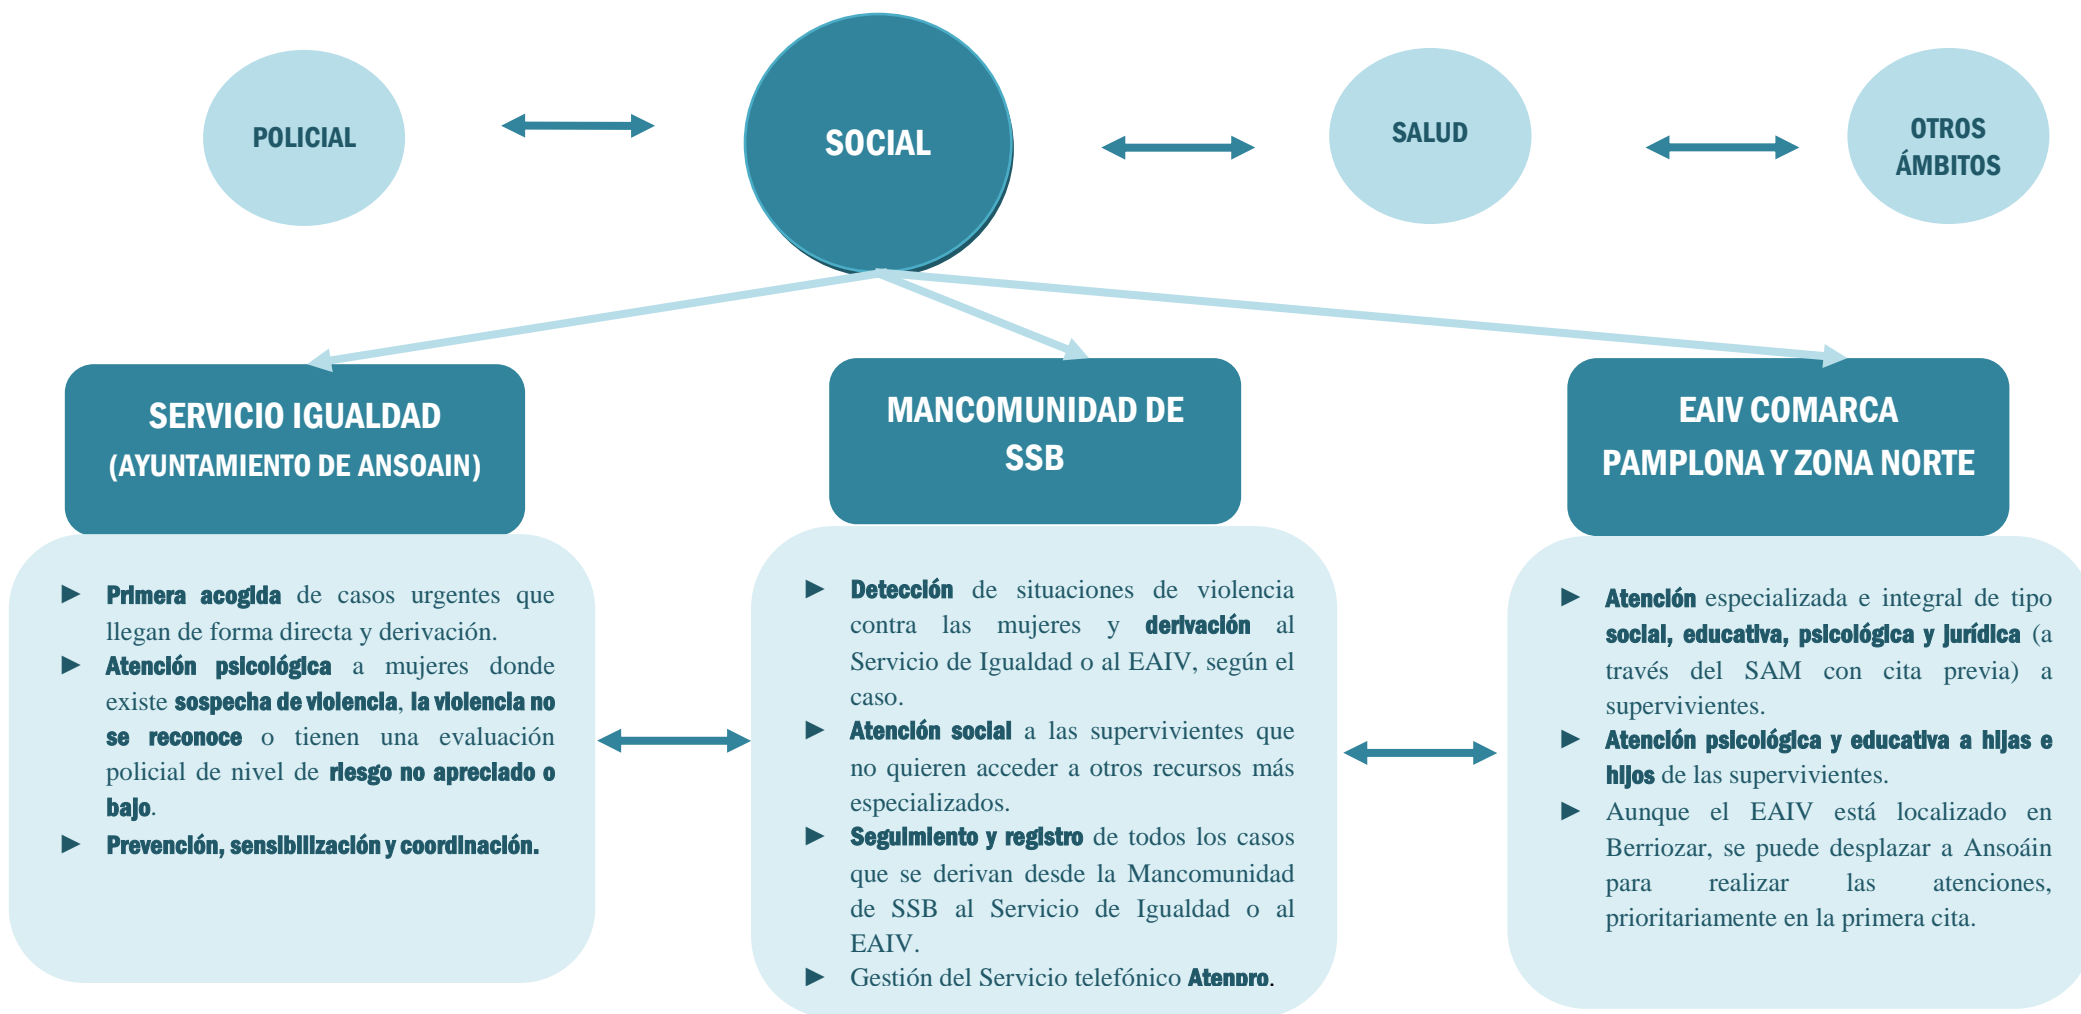 POLICIAL
SOCIAL
SALUD
OTROS
ÁMBITOS
SERVICIO IGUALDAD
(AYUNTAMIENTO DE ANSOAIN)
► Primera acogida de casos urgentes que
llegan de forma directa y derivación.
► Atención psicológica a mujeres donde
existe sospecha de violencia, la violencia no
se reconoce o tienen una evaluación
policial de nivel de riesgo no apreciado o
bajo.
► Prevención, sensibilización y coordinación.
MANCOMUNIDAD DE
SSB
► Detección de situaciones de violencia
contra las mujeres y derivación al
Servicio de Igualdad o al EAIV, según el
caso.
► Atención social a las supervivientes que
no quieren acceder a otros recursos más
especializados.
► Seguimiento y registro de todos los casos
que se derivan desde la Mancomunidad
de SSB al Servicio de Igualdad o al
EAIV.
► Gestión del Servicio telefónico Atenpro.
EAIV COMARCA
PAMPLONA Y ZONA NORTE
► Atención especializada e integral de tipo
social, educativa, psicológica y jurídica (a
través del SAM con cita previa) a
supervivientes.
► Atención psicológica y educativa a hijas e
hijos de las supervivientes.
► Aunque el EAIV está localizado en
Berriozar, se puede desplazar a Ansoáin
para realizar las atenciones,
prioritariamente en la primera cita.